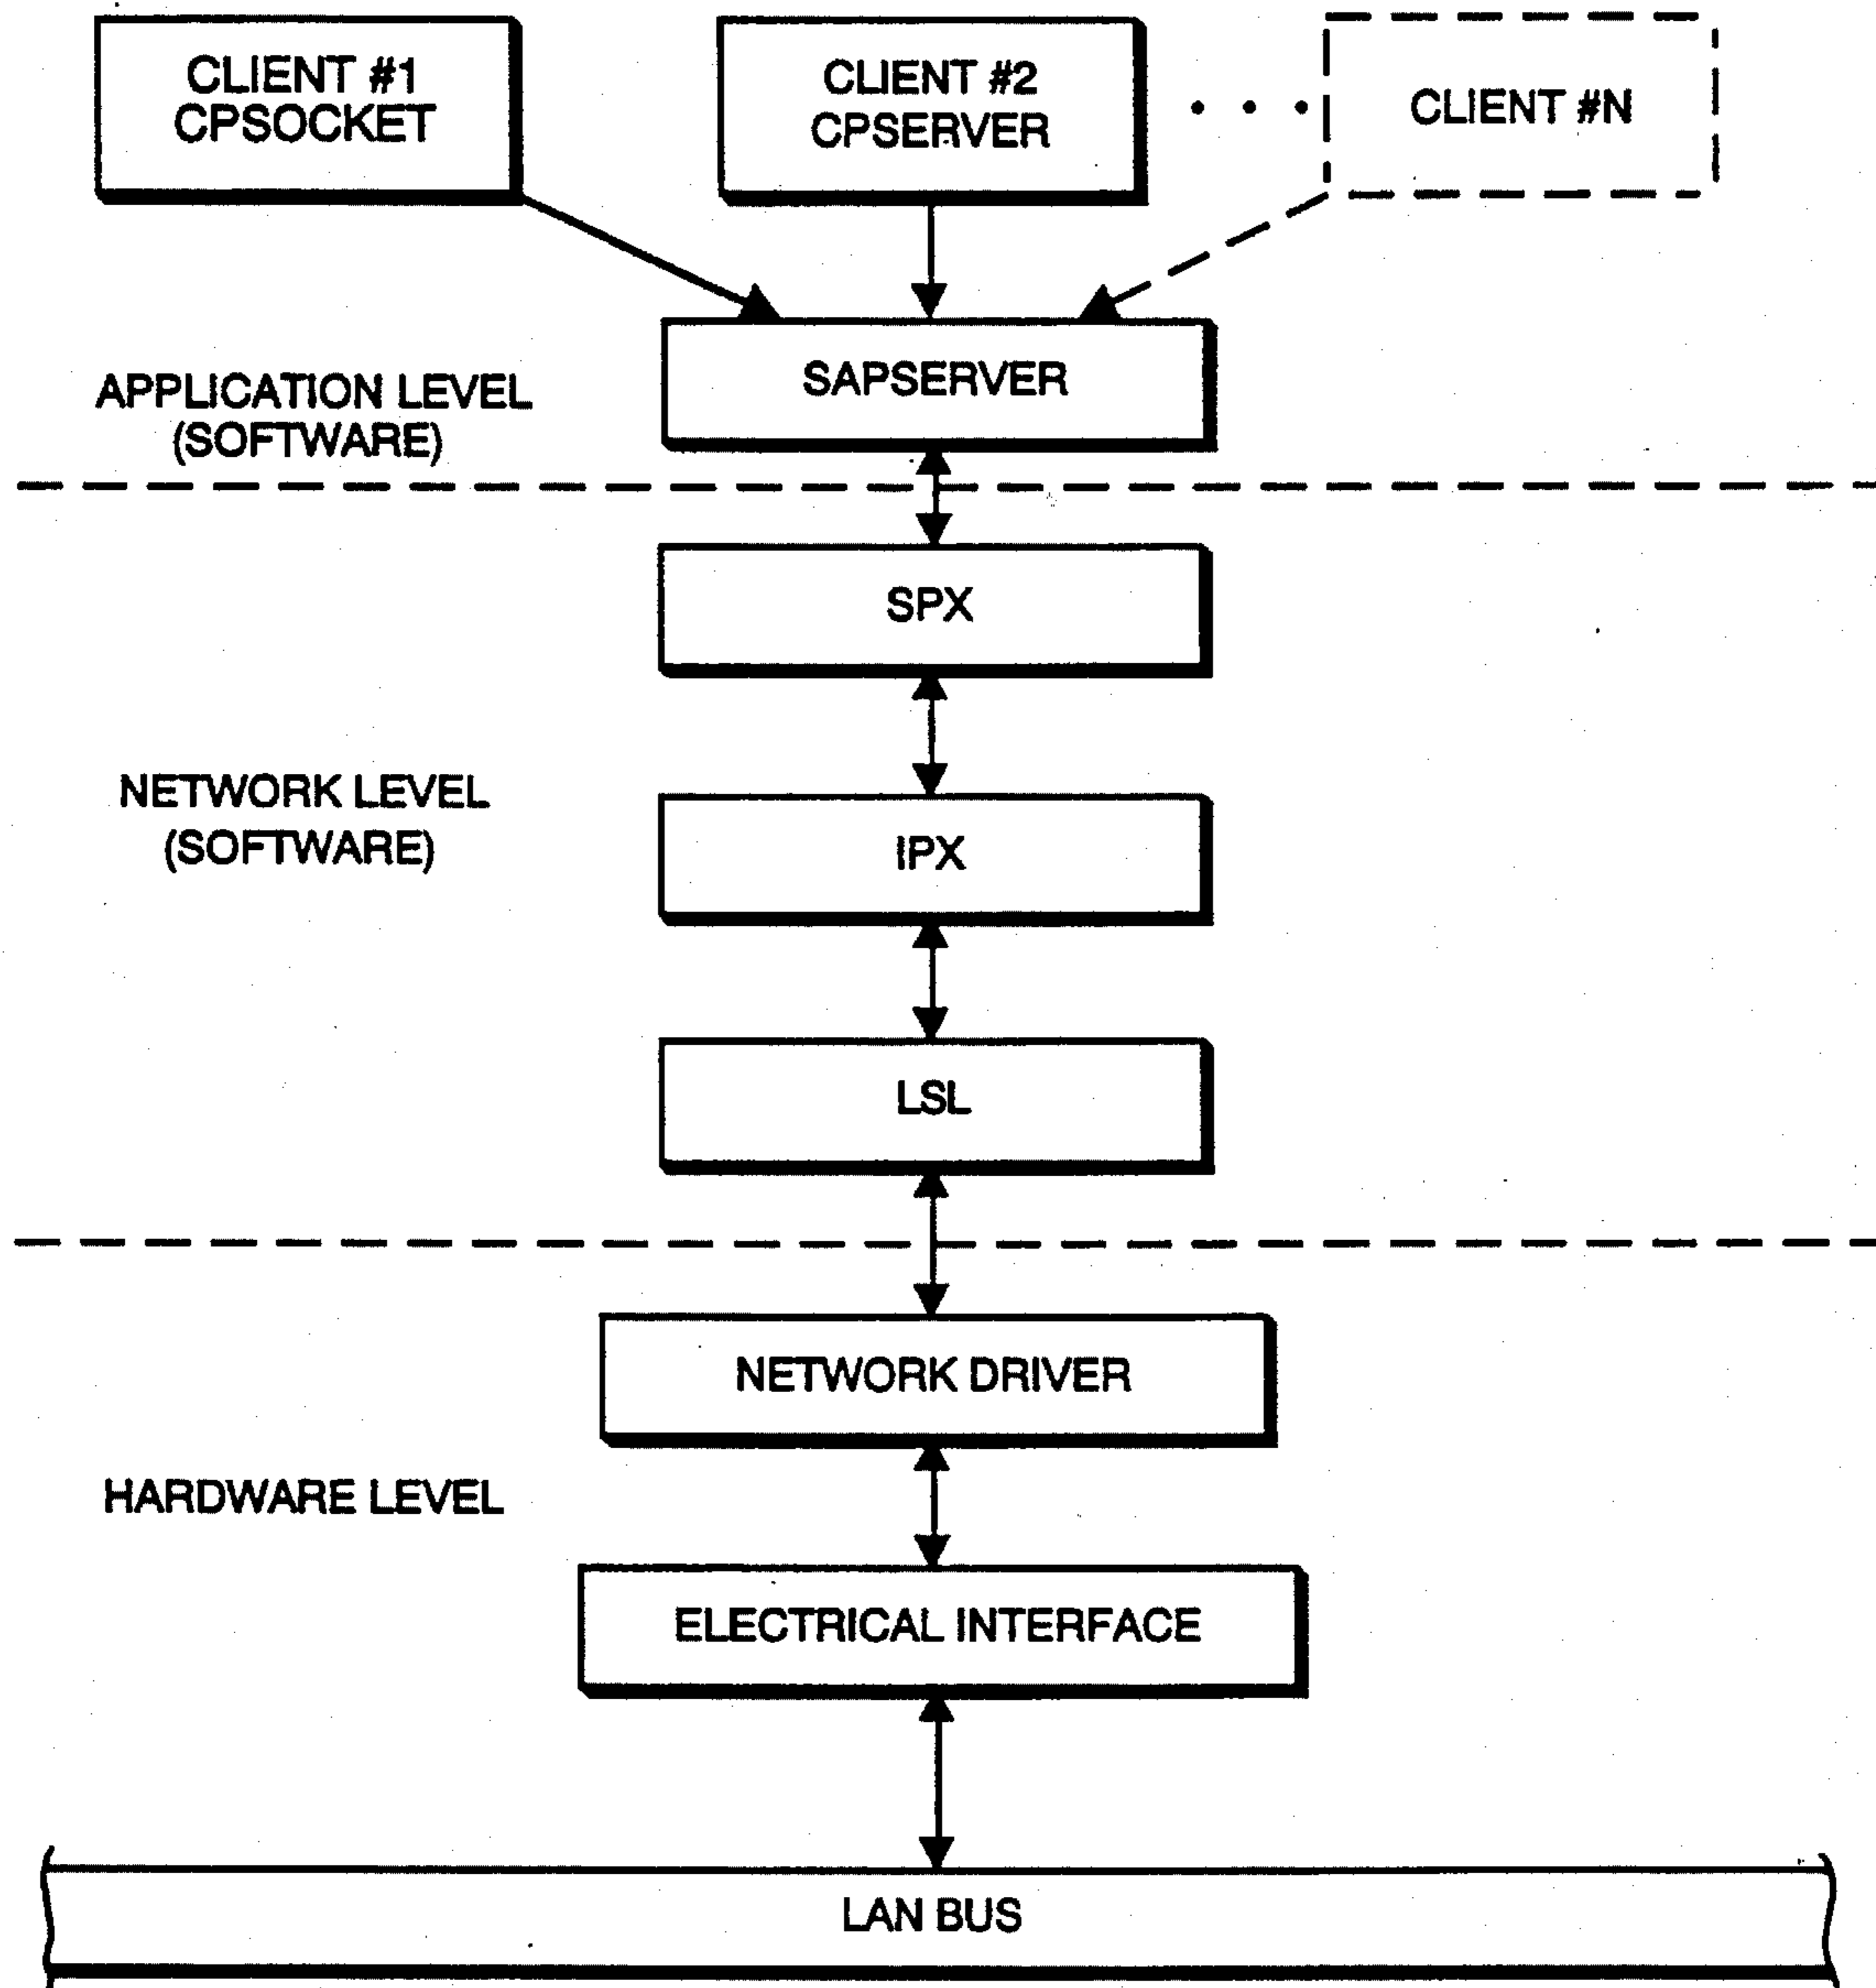 CLIENT #1
CPSOCKET
CLIENT #2
CPSERVER
CLIENT #N
SAPSERVER
APPLICATION LEVEL
(SOFTWARE)
SPX
NETWORK LEVEL
(SOFTWARE)
IPX
LSL
NETWORK DRIVER
HARDWARE LEVEL
ELECTRICAL INTERFACE
LAN BUS